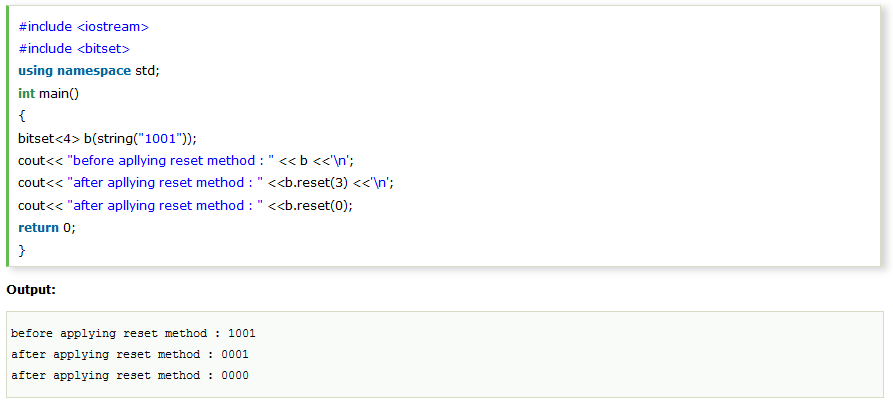 #include <iostream>
#include <bitset>
using namespace std;
int main()
{
bitset<4> b(string("1001"));
cout<< "before apllying reset method : " << b <<'\n';
cout<< "after apllying reset method : " <<b.reset(3) <<'\n';
cout<< "after apllying reset method : " <<b.reset(0);
return 0;
}
Output:
before applying reset method : 1001
after applying reset method : 0001
after applying reset method : 0000